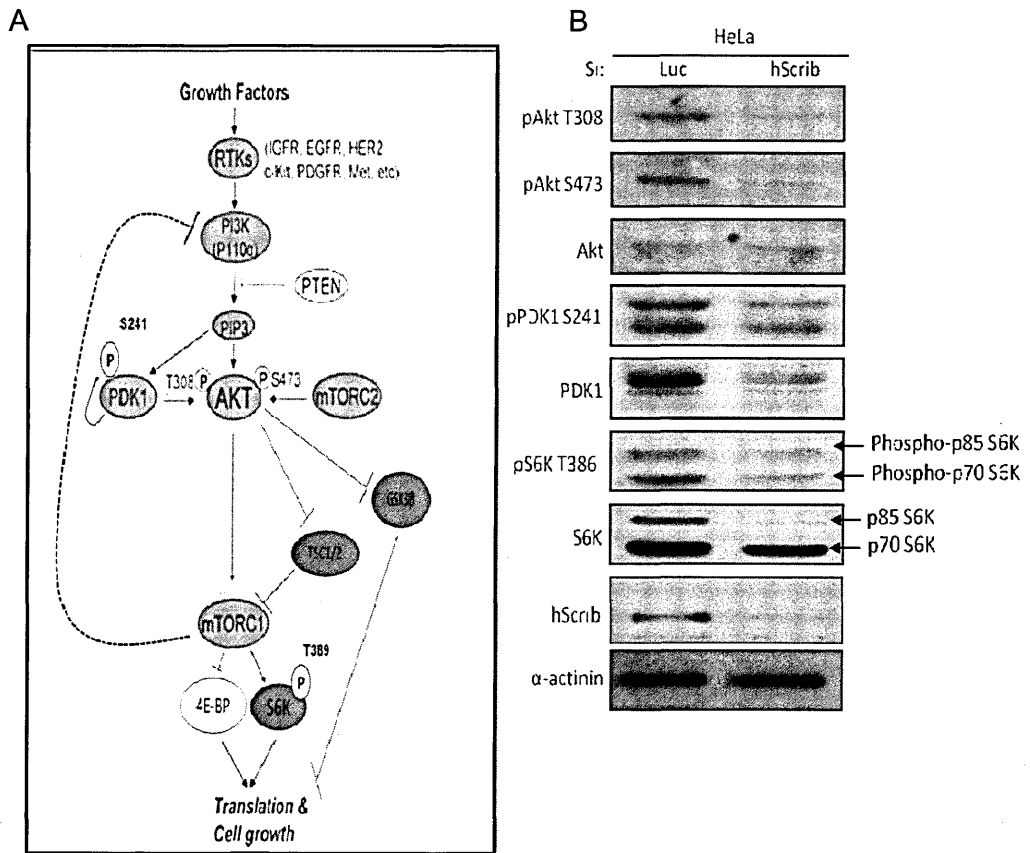 A
Growth Factors
RTKs
(IGFR, EGFR, HER2
c-Kit, PDGFR, Met, etc)
PI3K
(P110α)
PTEN
PIP3
S241
P
PDK1
T308
P
AKT
P
S473
mTORC2
GSK3β
TSC1/2
mTORC1
T389
P
4E-BP
S6K
Translation &
Cell growth
B
HeLa
Si:
Luc
hScrib
pAkt T308
pAkt S473
Akt
pPDK1 S241
PDK1
pS6K T386
Phospho-p85 S6K
Phospho-p70 S6K
S6K
p85 S6K
p70 S6K
hScrib
α-actinin